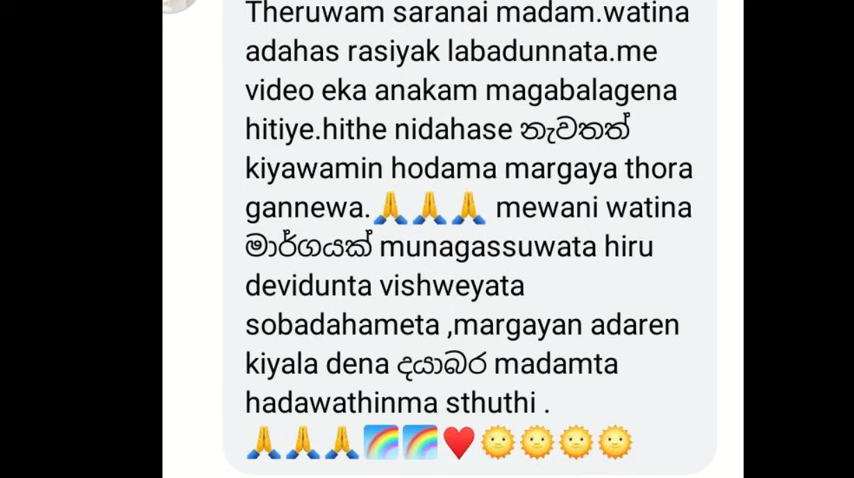 Theruwam saranai madam.watina
adahas rasiyak labadunnata.me
video eka anakam magabalagena
hitiye.hithe nidahase නැවතත්
kiyawamin hodama margaya thora
gannewa.🙏🙏🙏 mewani watina
මාර්ගයක් munagassuwata hiru
devidunta vishweyata
sobadahameta ,margayan adaren
kiyala dena දයාබර madamta
hadawathinma sthuthi .
🙏🙏🙏🌈🌈♥️🌞🌞🌞🌞